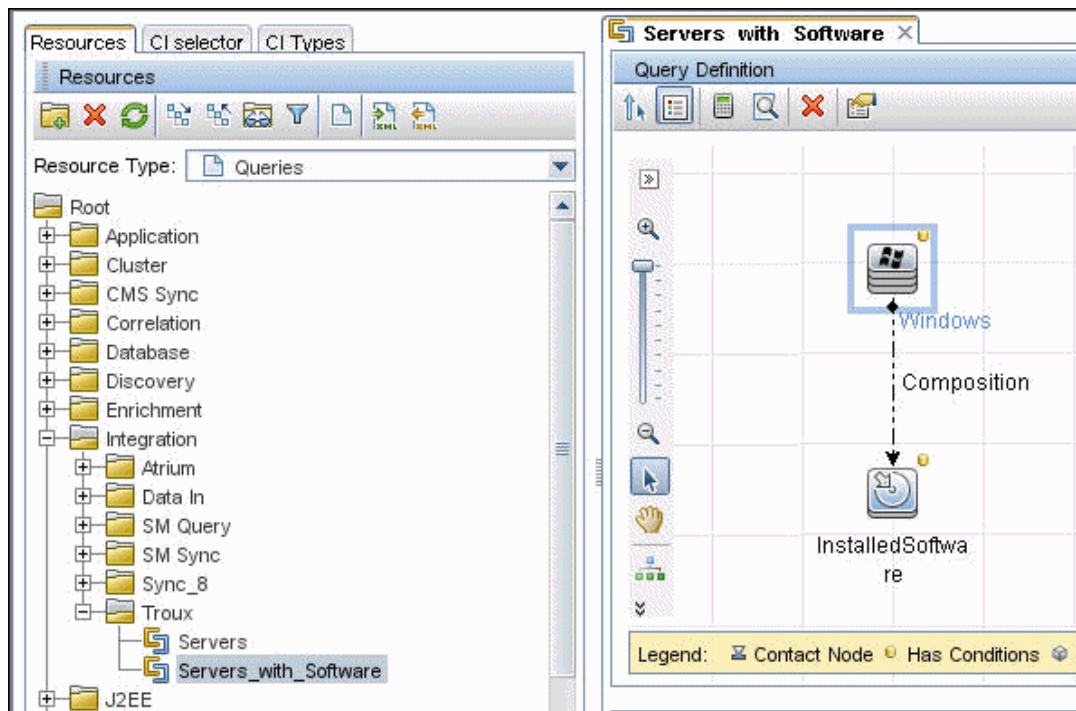 Resources CI selector CI Types
Resources
XML XML
Resource Type: Queries
Root
Application
Cluster
CMS Sync
Correlation
Database
Discovery
Enrichment
Integration
Atrium
Data In
SM Query
SM Sync
Sync_8
Troux
Servers
Servers_with_Software
J2EE
Servers with Software
Query Definition
Windows
Composition
InstalledSoftwa
re
Legend: Contact Node Has Conditions